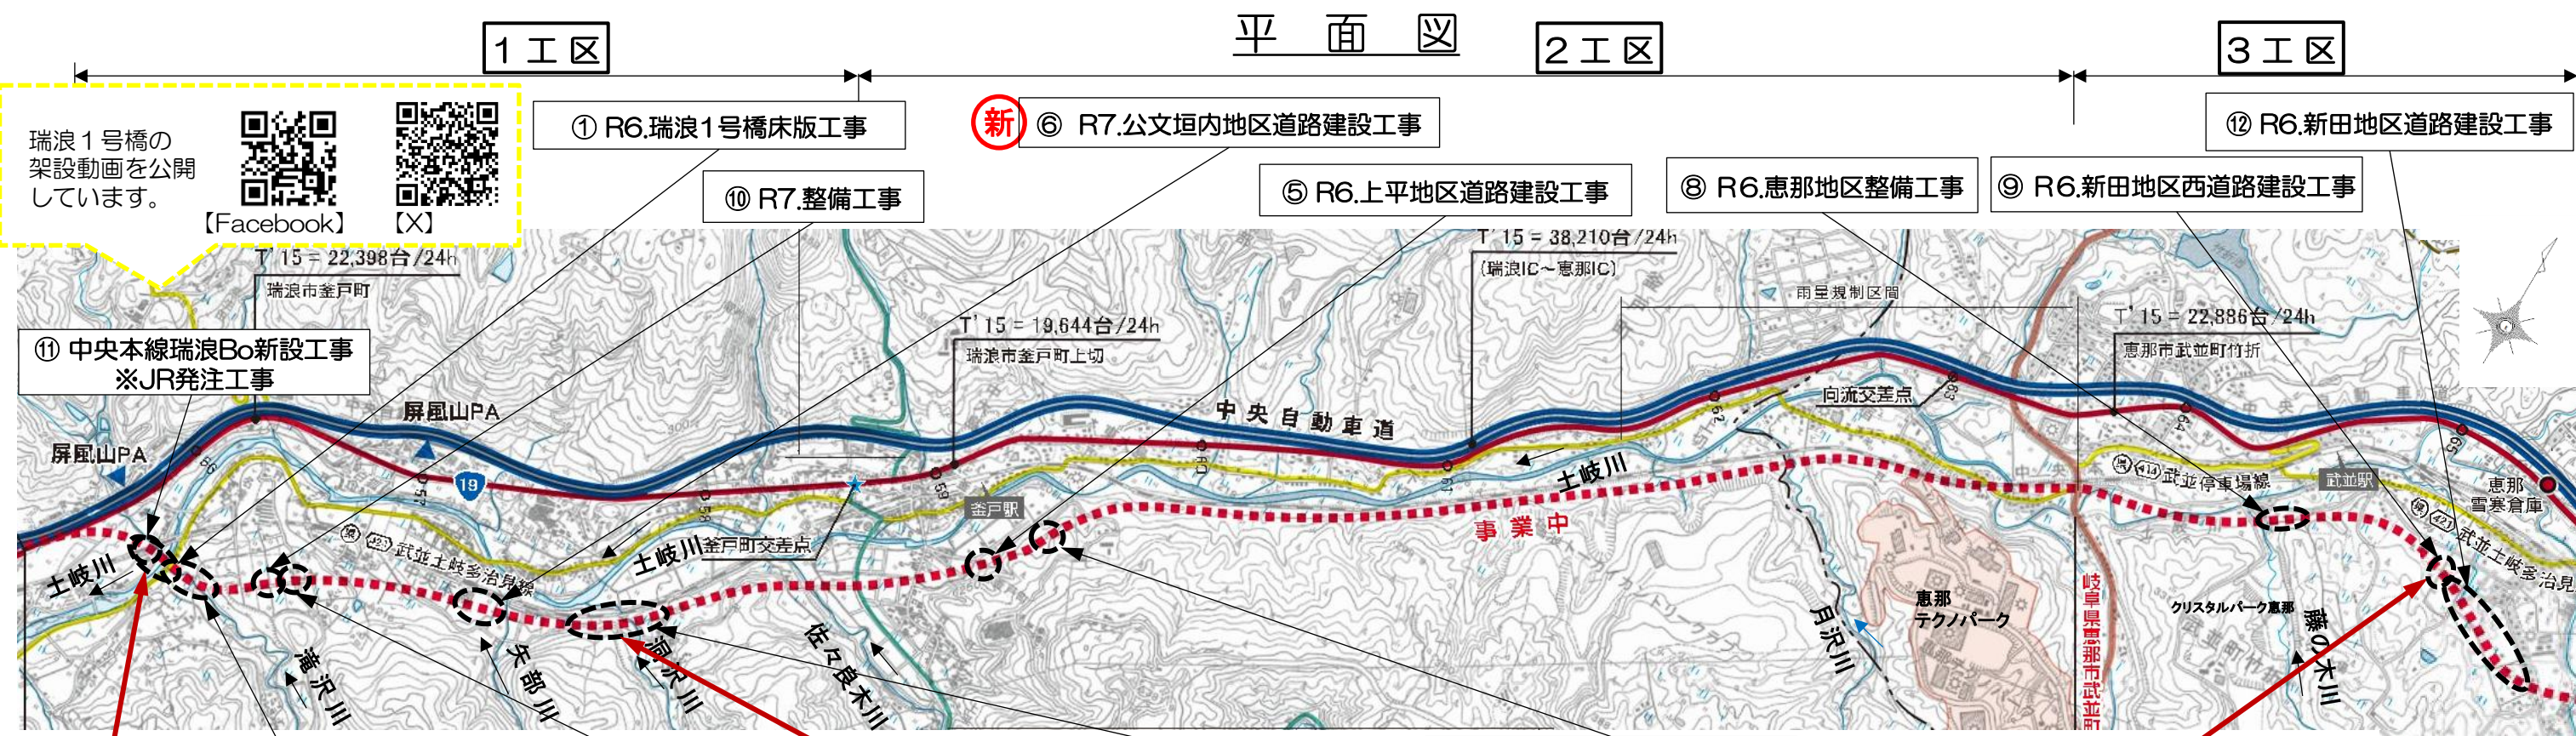 平面図
1工区
2工区
3工区
瑞浪1号橋の
架設動画を公開
しています。
【Facebook】
【X】
① R6.瑞浪1号橋床版工事
新
⑥ R7.公文垣内地区道路建設工事
⑫ R6.新田地区道路建設工事
⑩ R7.整備工事
⑤ R6.上平地区道路建設工事
⑧ R6.恵那地区整備工事
⑨ R6.新田地区西道路建設工事
T'15 = 22,398台/24h
瑞浪市釜戸町
T'15 = 38,210台/24h
(瑞浪IC～恵那IC)
雨量規制区間
T'15 = 19,644台/24h
瑞浪市釜戸町上切
T'15 = 22,886台/24h
恵那市武並町竹折
⑪ 中央本線瑞浪Bo新設工事
※JR発注工事
屏風山PA
屏風山PA
中央自動車道
向流交差点
19
56
57
58
59
60
61
62
63
64
65
釜戸駅
土岐川
事業中
武並停車場線
414
武並駅
恵那
雪寒倉庫
土岐川
423
武並土岐多治見線
土岐川
釜戸町交差点
423
武並土岐多治見
滝沢川
矢部川
洞沢川
佐々良木川
月沢川
恵那
テクノパーク
岐阜県恵那市武並町
クリスタルパーク恵那
藤の木川